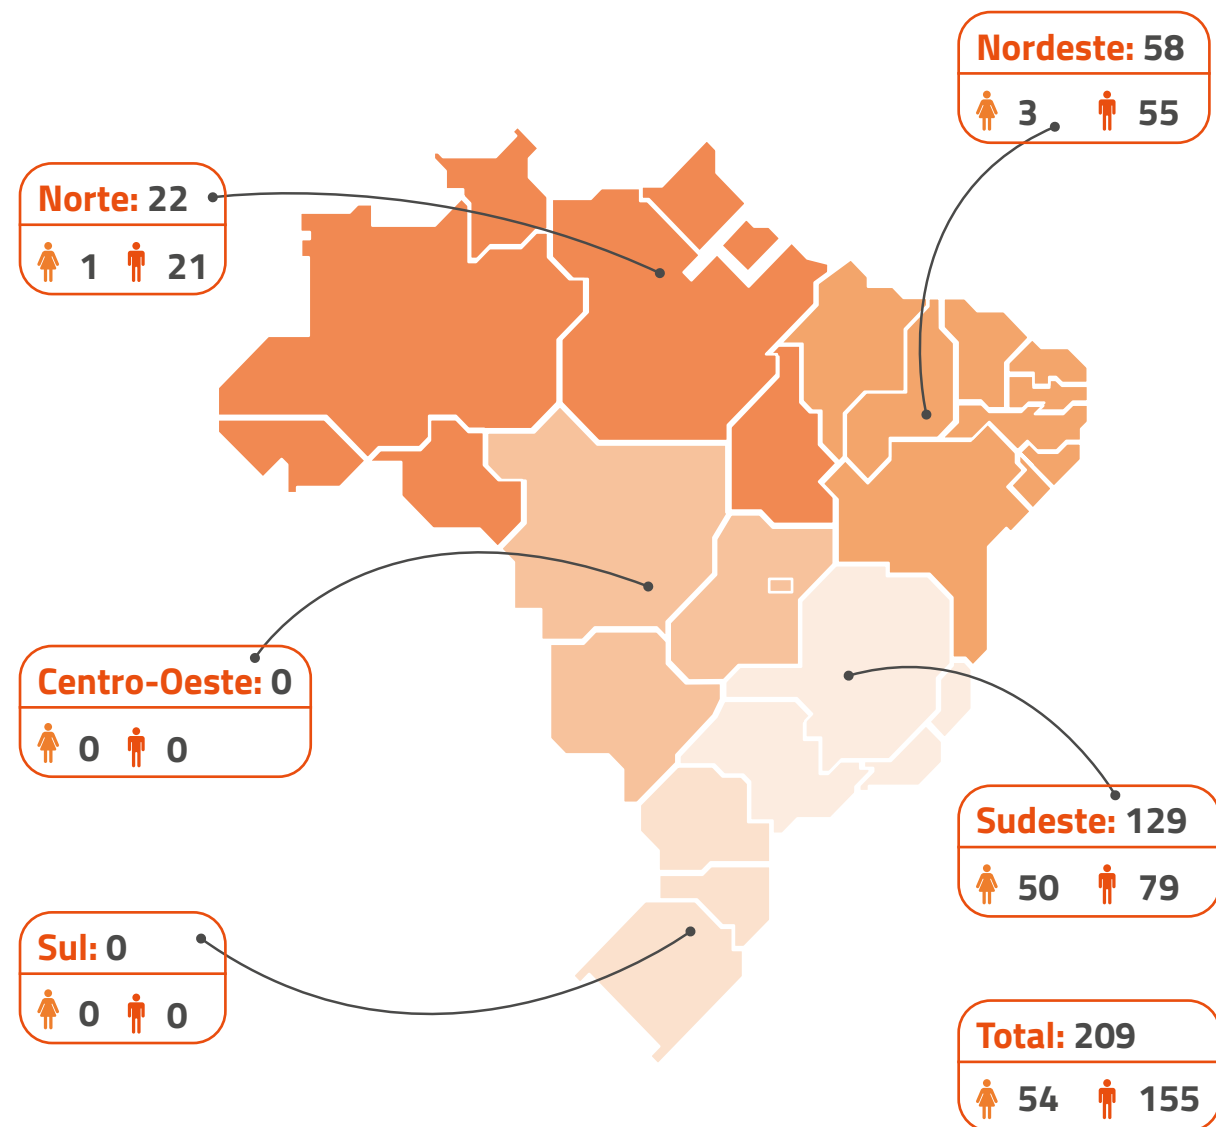 Nordeste: 58
3 55
Norte: 22
1 21
Centro-Oeste: 0
0 0
Sudeste: 129
50 79
Sul: 0
0 0
Total: 209
54 155